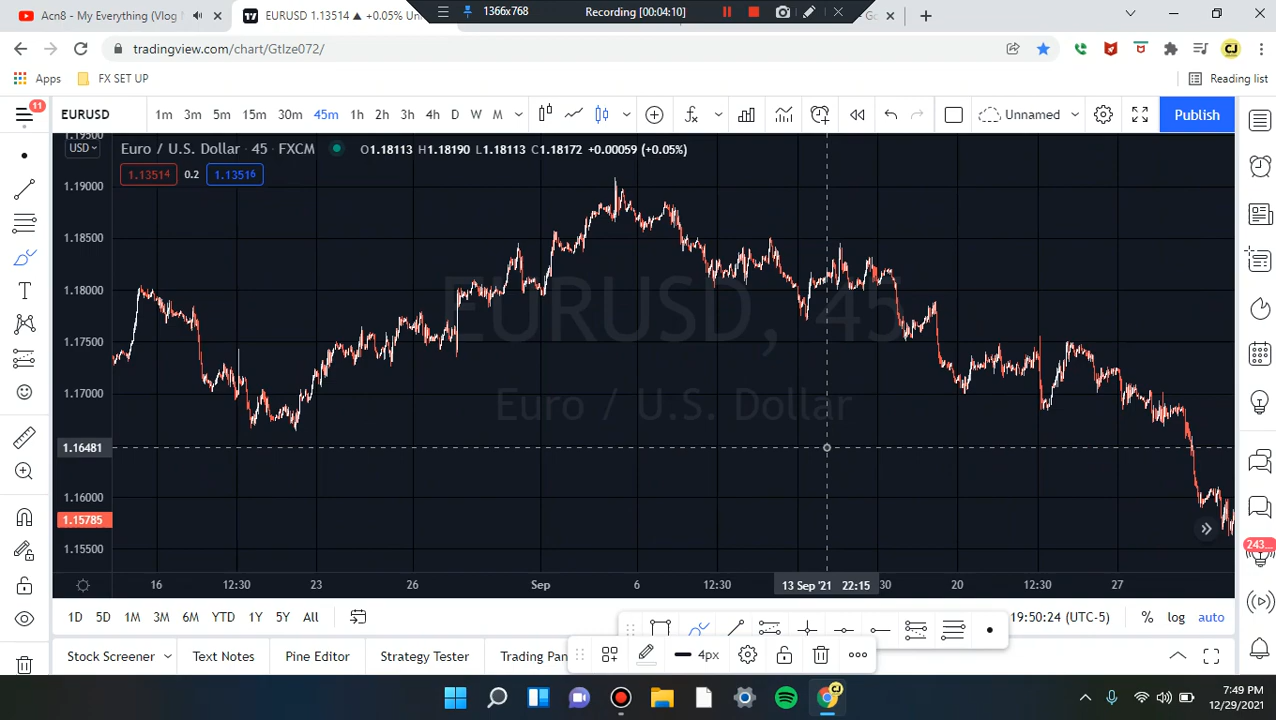 Acn8 - My Everything (Vlog
EURUSD 1.13514 ▲ +0.05% Un
1366x768
Recording [00:04:10]
tradingview.com/chart/GtIze072/
Apps
FX SET UP
Reading list
11
EURUSD
1m 3m 5m 15m 30m 45m 1h 2h 3h 4h D W M
Unnamed
Publish
USD
Euro / U.S. Dollar · 45 · FXCM
O1.18113 H1.18190 L1.18113 C1.18172 +0.00059 (+0.05%)
1.13514
0.2
1.13516
1.19500
1.19000
1.18500
1.18000
1.17500
1.17000
1.16481
1.16000
1.15785
1.15500
EURUSD, 45
Euro / U.S. Dollar
16 12:30 23 26 Sep 6 12:30 13 Sep '21 22:15 :30 20 12:30 27
1D 5D 1M 3M 6M YTD 1Y 5Y All
19:50:24 (UTC-5)
% log auto
Stock Screener
Text Notes
Pine Editor
Strategy Tester
Trading Pan
4px
243...
7:49 PM
12/29/2021